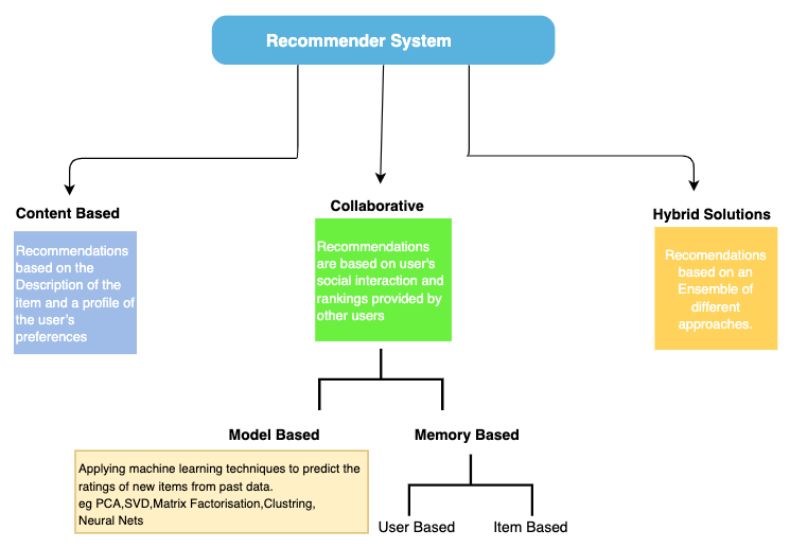 Recommender System
Content Based
Recommendations
based on the
Description of the
item and a profile of
the user's
preferences
Collaborative
Recommendations
are based on user's
social interaction and
rankings provided by
other users
Hybrid Solutions
Recomendations
based on an
Ensemble of
different
approaches.
Model Based
Applying machine learning techniques to predict the
ratings of new items from past data.
eg PCA,SVD,Matrix Factorisation,Clustring,
Neural Nets
Memory Based
User Based
Item Based